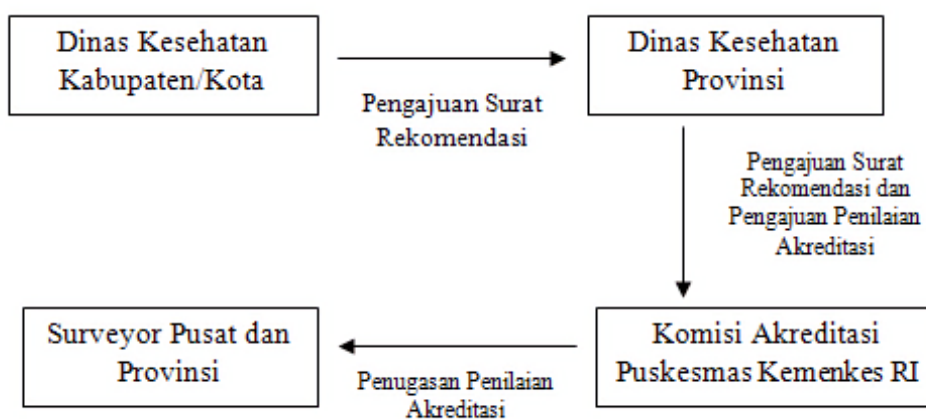 Dinas Kesehatan
Kabupaten/Kota
Pengajuan Surat
Rekomendasi
Dinas Kesehatan
Provinsi
Pengajuan Surat
Rekomendasi dan
Pengajuan Penilaian
Akreditasi
Komisi Akreditasi
Puskesmas Kemenkes RI
Penugasan Penilaian
Akreditasi
Surveyor Pusat dan
Provinsi